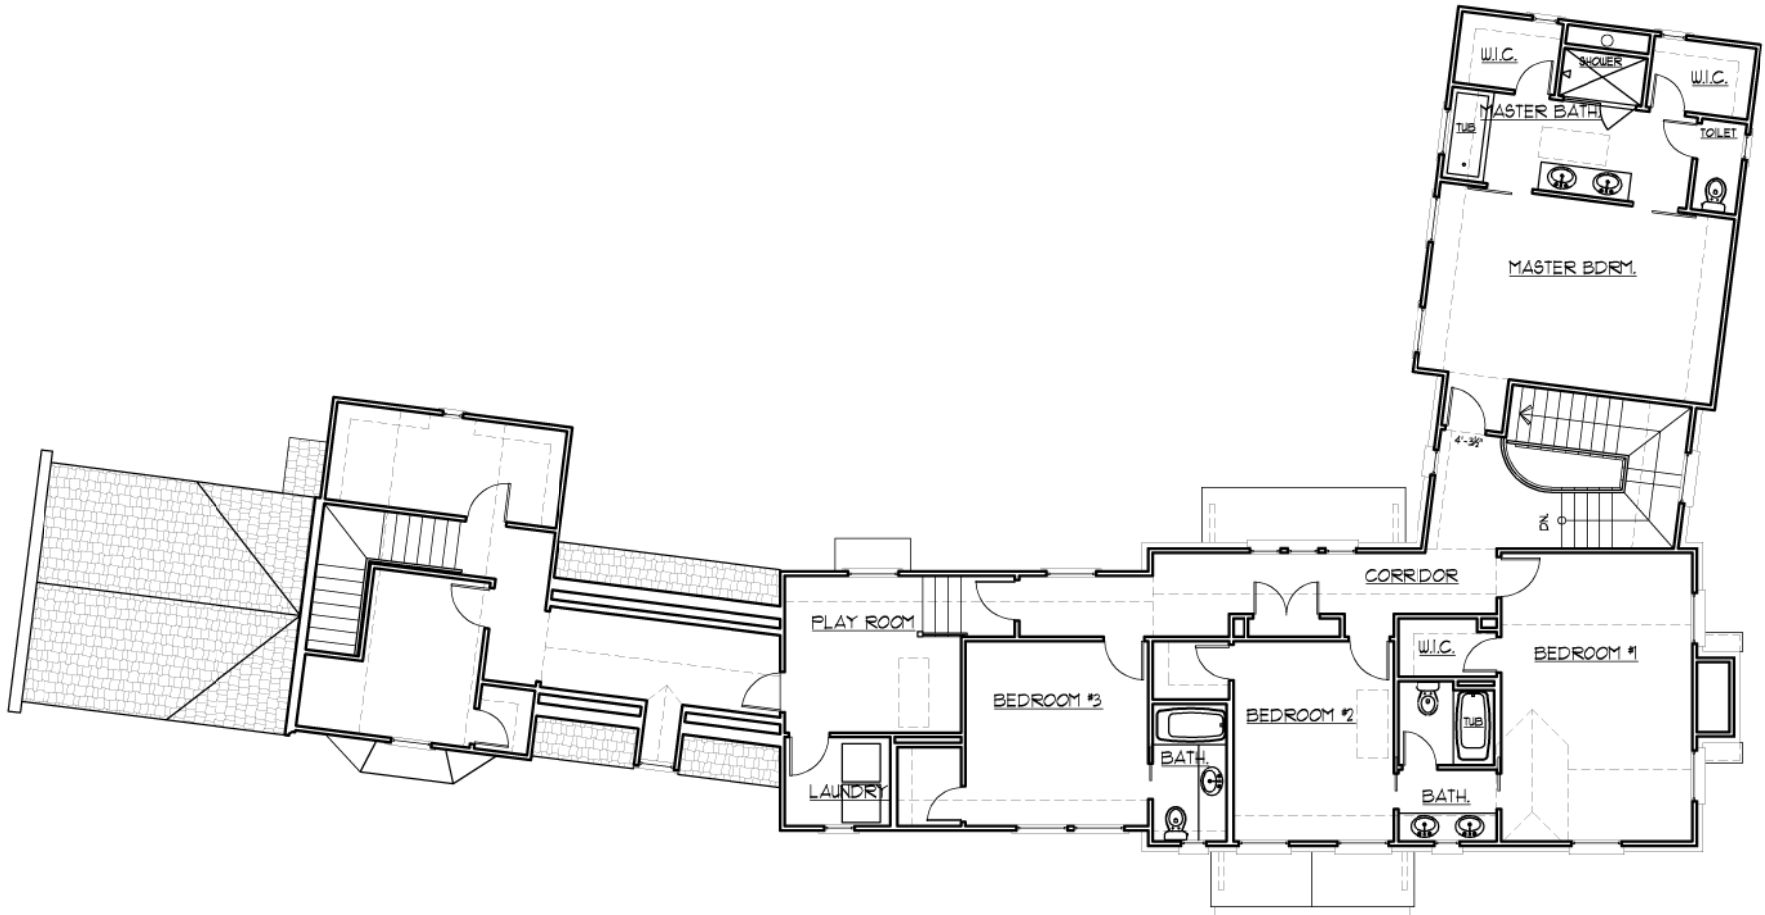 W.I.C.
SHOWER
W.I.C.
MASTER BATH.
TUB
TOILET
MASTER BDRM.
4'-3½"
DN.
CORRIDOR
PLAY ROOM
W.I.C.
BEDROOM #1
BEDROOM #3
BEDROOM #2
TUB
BATH.
LAUNDRY
BATH.